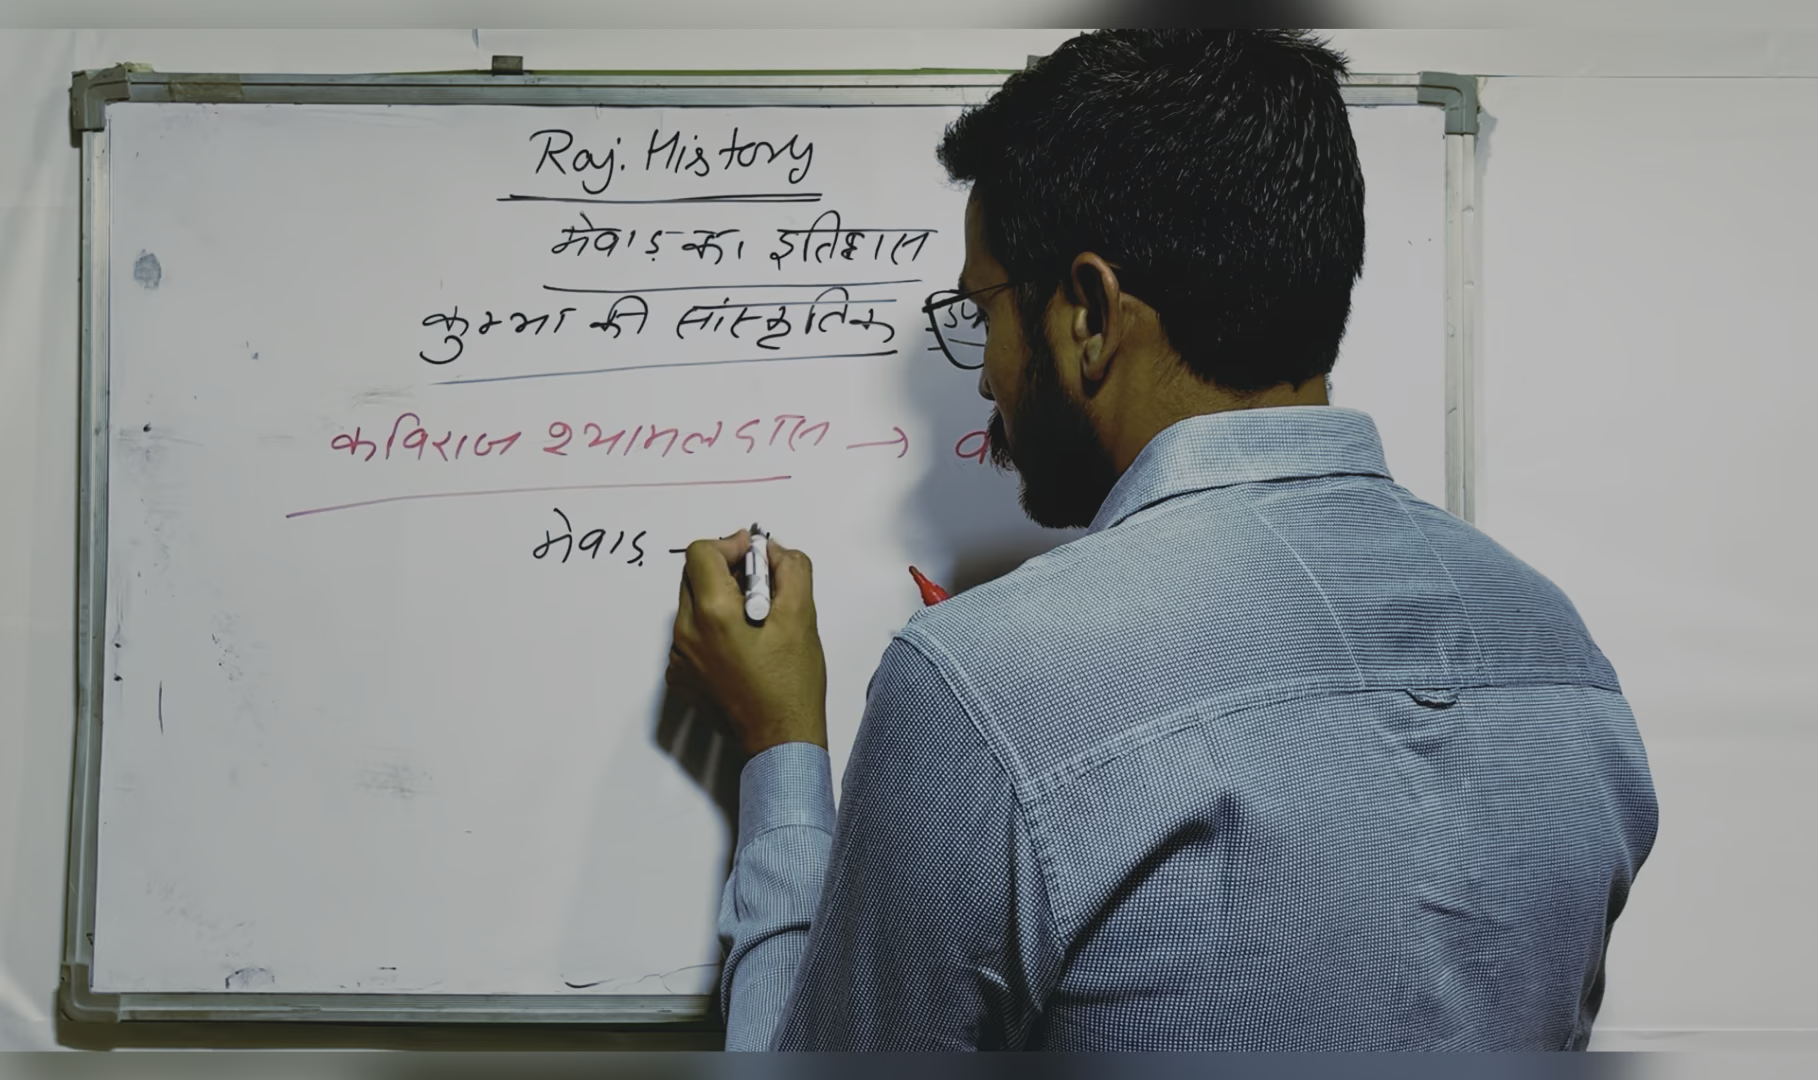 Raj. History
मेवाड़ का इतिहास
कुम्भा की सांस्कृतिक
कविराज श्यामलदास →
मेवाड़ -